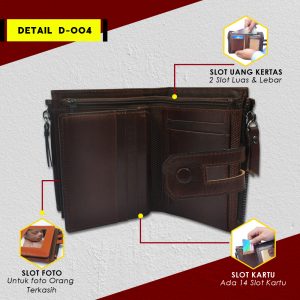 DETAIL D-004
SLOT UANG KERTAS
2 Slot Luas & Lebar
SLOT FOTO
Untuk foto Orang
Terkasih
SLOT KARTU
Ada 14 Slot Kartu